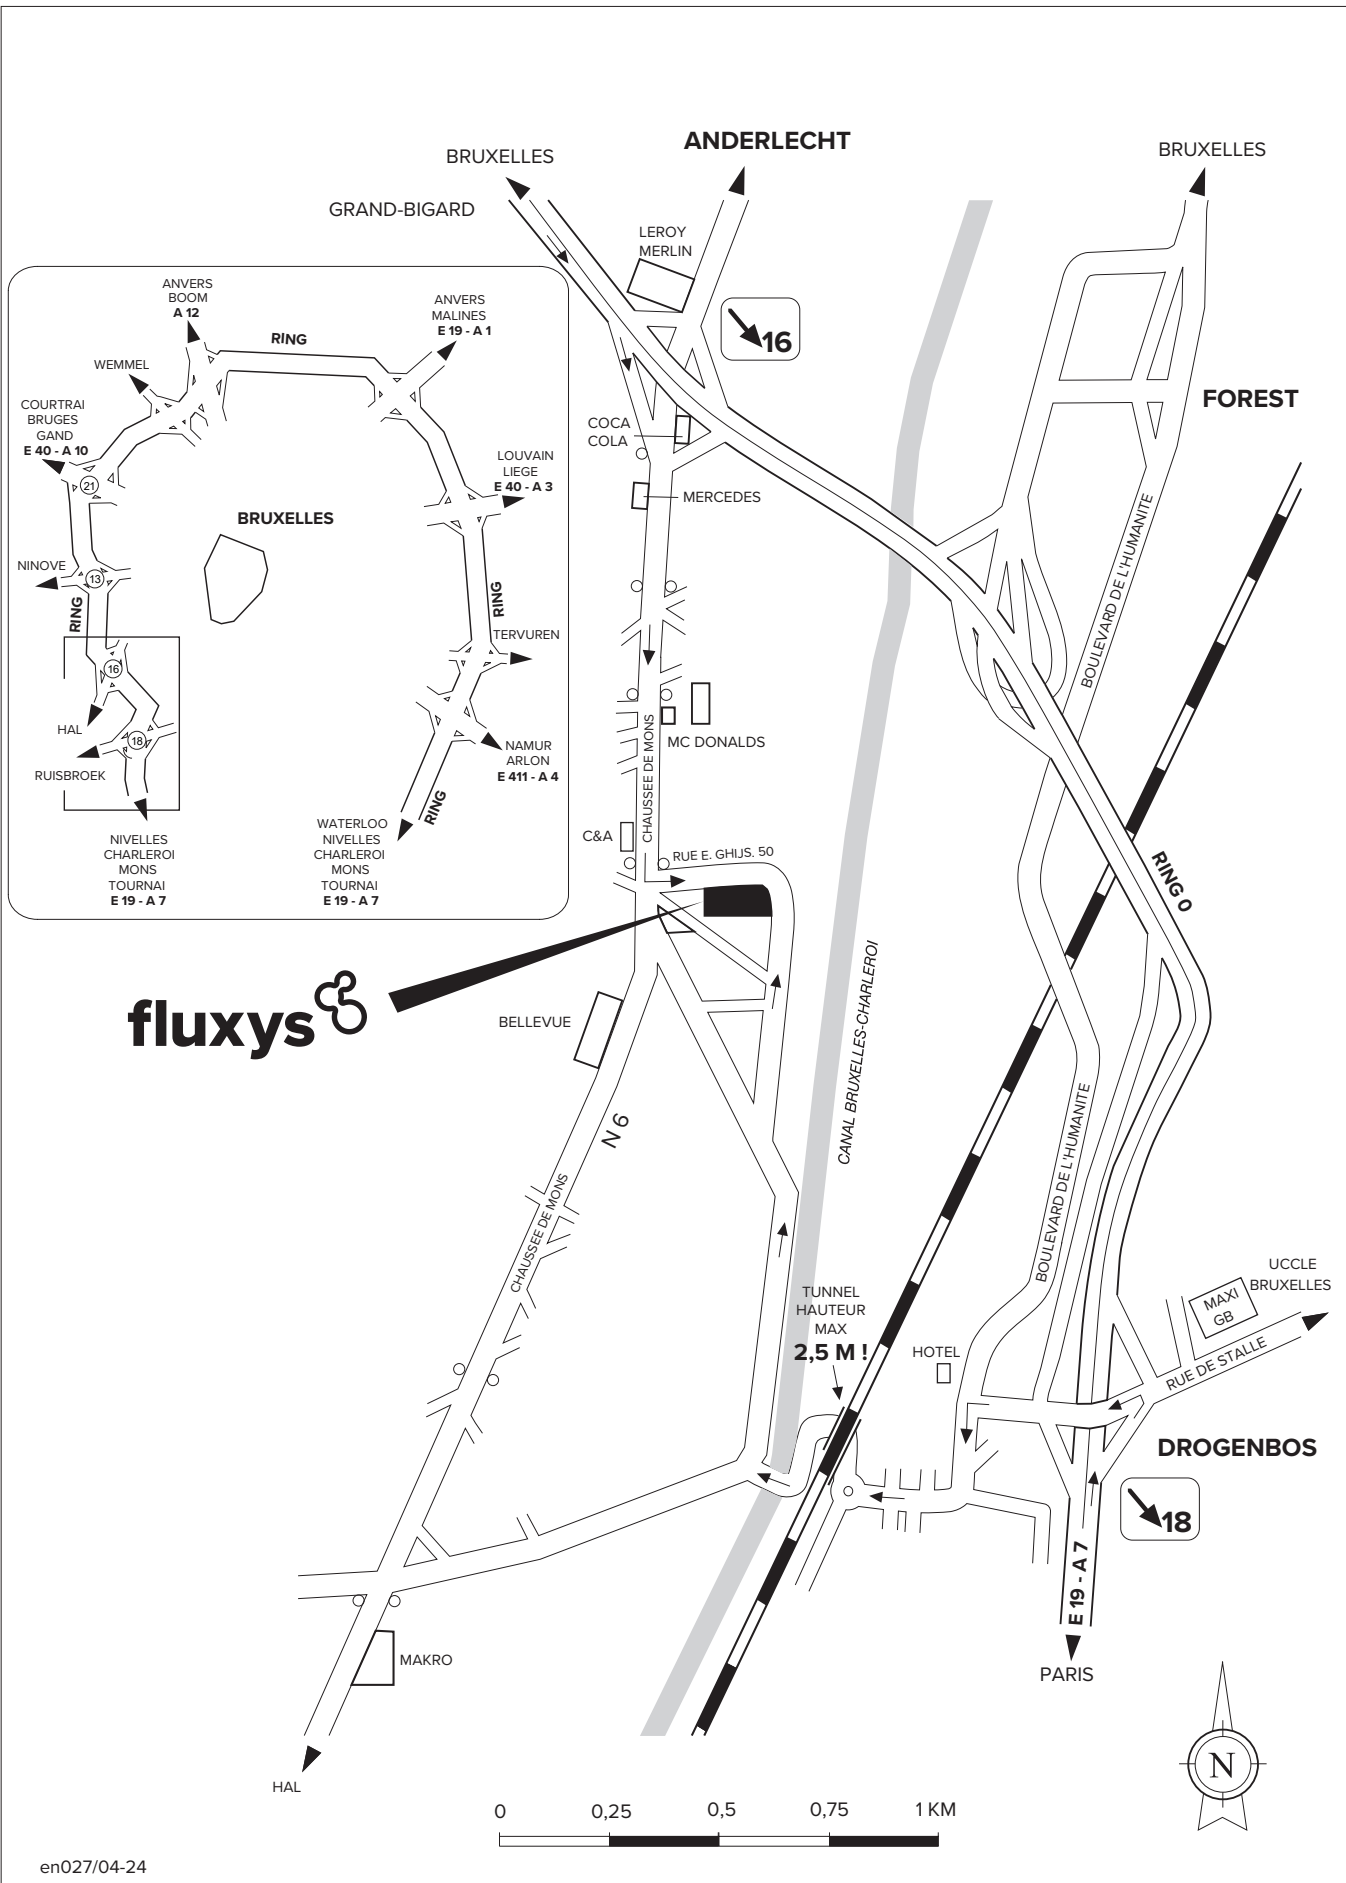 ANDERLECHT
BRUXELLES
BRUXELLES
GRAND-BIGARD
LEROY
MERLIN
16
FOREST
COCA
COLA
MERCEDES
ANVERS
BOOM
A 12
RING
ANVERS
MALINES
E 19 - A 1
WEMMEL
COURTRAI
BRUGES
GAND
E 40 - A 10
21
LOUVAIN
LIEGE
E 40 - A 3
BRUXELLES
NINOVE
13
RING
RING
TERVUREN
16
HAL
18
RUISBROEK
NAMUR
ARLON
E 411 - A 4
RING
NIVELLES
CHARLEROI
MONS
TOURNAI
E 19 - A 7
WATERLOO
NIVELLES
CHARLEROI
MONS
TOURNAI
E 19 - A 7
BOULEVARD DE L'HUMANITE
MC DONALDS
CHAUSSEE DE MONS
C&A
RUE E. GHIJS. 50
RING 0
fluxys
BELLEVUE
CANAL BRUXELLES-CHARLEROI
N 6
CHAUSSEE DE MONS
BOULEVARD DE L'HUMANITE
UCCLE
BRUXELLES
MAXI
GB
RUE DE STALLE
TUNNEL
HAUTEUR
MAX
2,5 M !
HOTEL
DROGENBOS
18
E 19 - A 7
PARIS
MAKRO
HAL
N
0 0,25 0,5 0,75 1 KM
en027/04-24